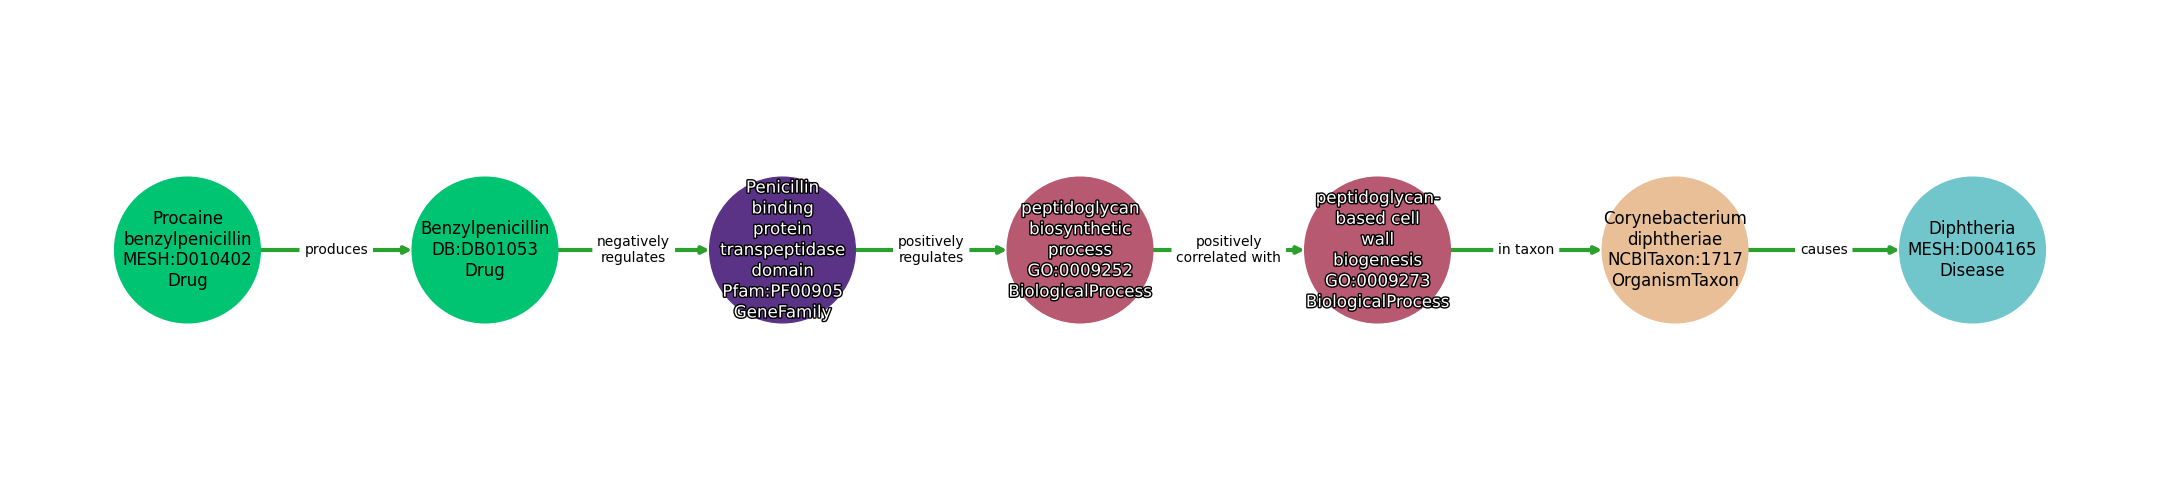 Procaine
benzylpenicillin
MESH:D010402
Drug
produces
Benzylpenicillin
DB:DB01053
Drug
negatively
regulates
Penicillin
binding
protein
transpeptidase
domain
Pfam:PF00905
GeneFamily
positively
regulates
peptidoglycan
biosynthetic
process
GO:0009252
BiologicalProcess
positively
correlated with
peptidoglycan-
based cell
wall
biogenesis
GO:0009273
BiologicalProcess
in taxon
Corynebacterium
diphtheriae
NCBITaxon:1717
OrganismTaxon
causes
Diphtheria
MESH:D004165
Disease